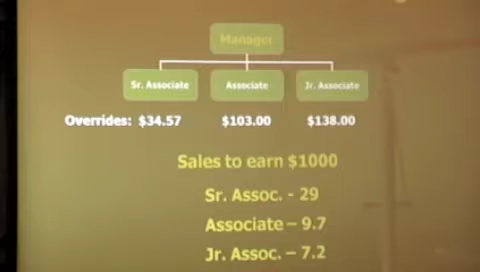 Manager
Sr. Associate Associate Jr. Associate
Overrides: $34.57 $103.00 $138.00
Sales to earn $1000
Sr. Assoc. - 29
Associate – 9.7
Jr. Assoc. – 7.2